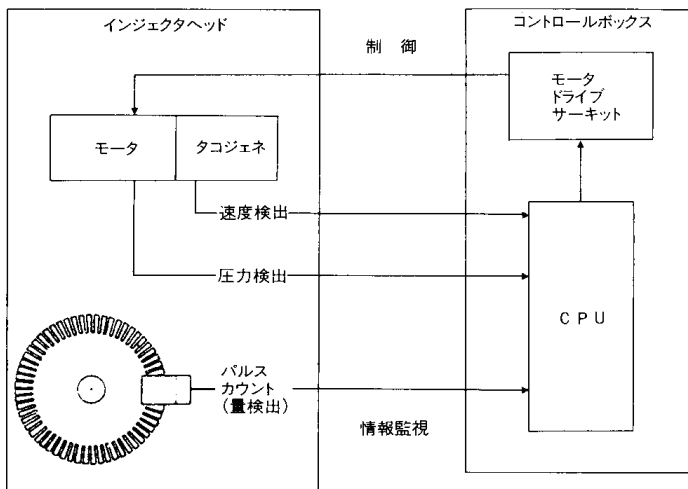 インジェクタヘッド
コントロールボックス
制 御
モータ
ドライブ
サーキット
モータ
タコジェネ
速度検出
圧力検出
CPU
パルス
カウント
(量検出)
情報監視